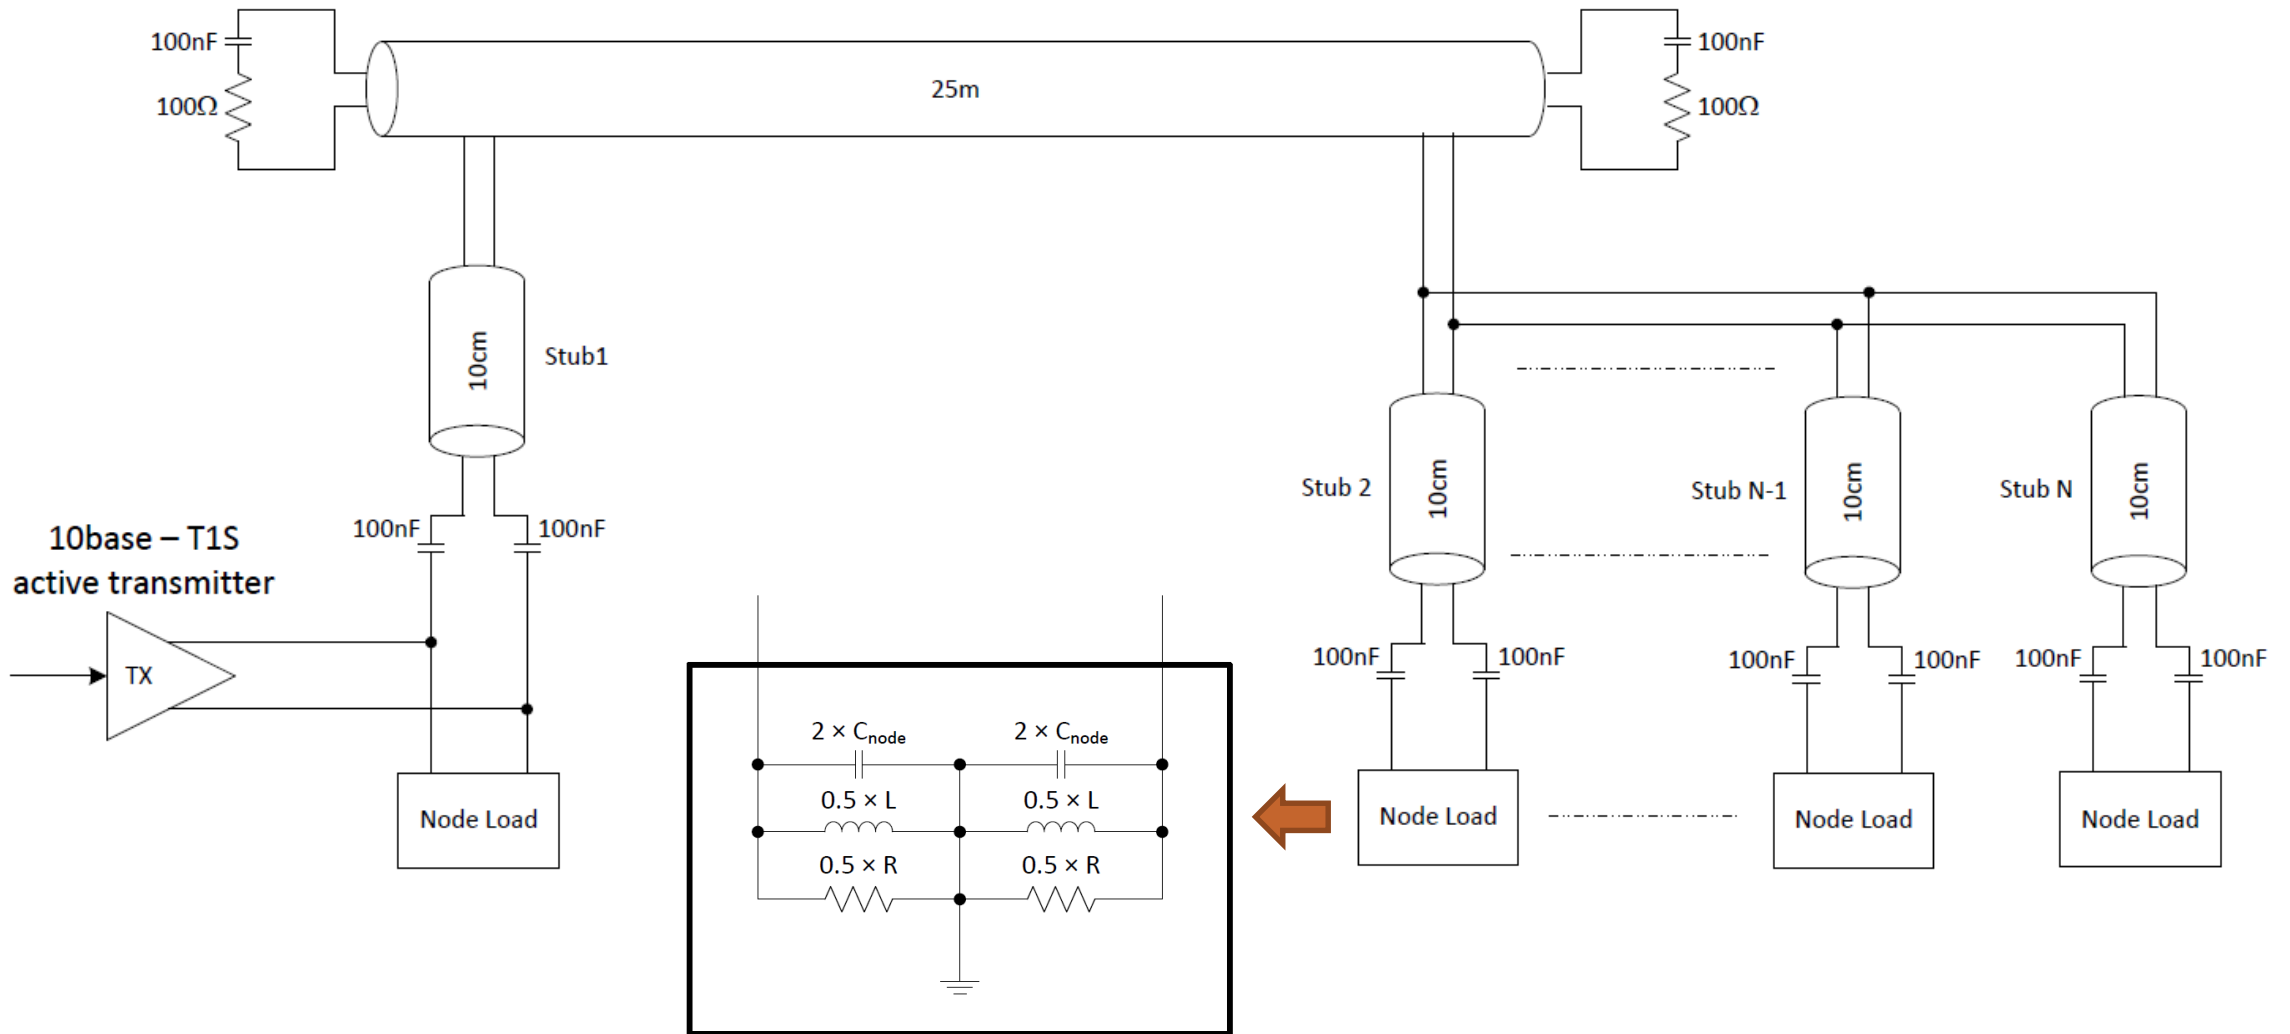 100nF
100Ω
25m
100nF
100Ω
10cm
Stub1
10base – T1S
active transmitter
TX
100nF
100nF
Node Load
2 × Cnode
2 × Cnode
0.5 × L
0.5 × L
0.5 × R
0.5 × R
Stub 2
10cm
Stub N-1
10cm
Stub N
10cm
100nF
100nF
100nF
100nF
100nF
100nF
Node Load
Node Load
Node Load